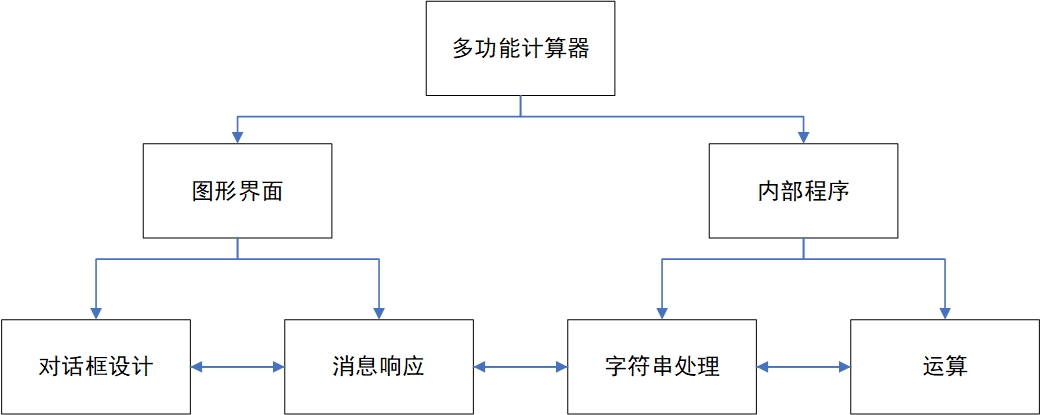 多功能计算器
图形界面
内部程序
对话框设计
消息响应
字符串处理
运算